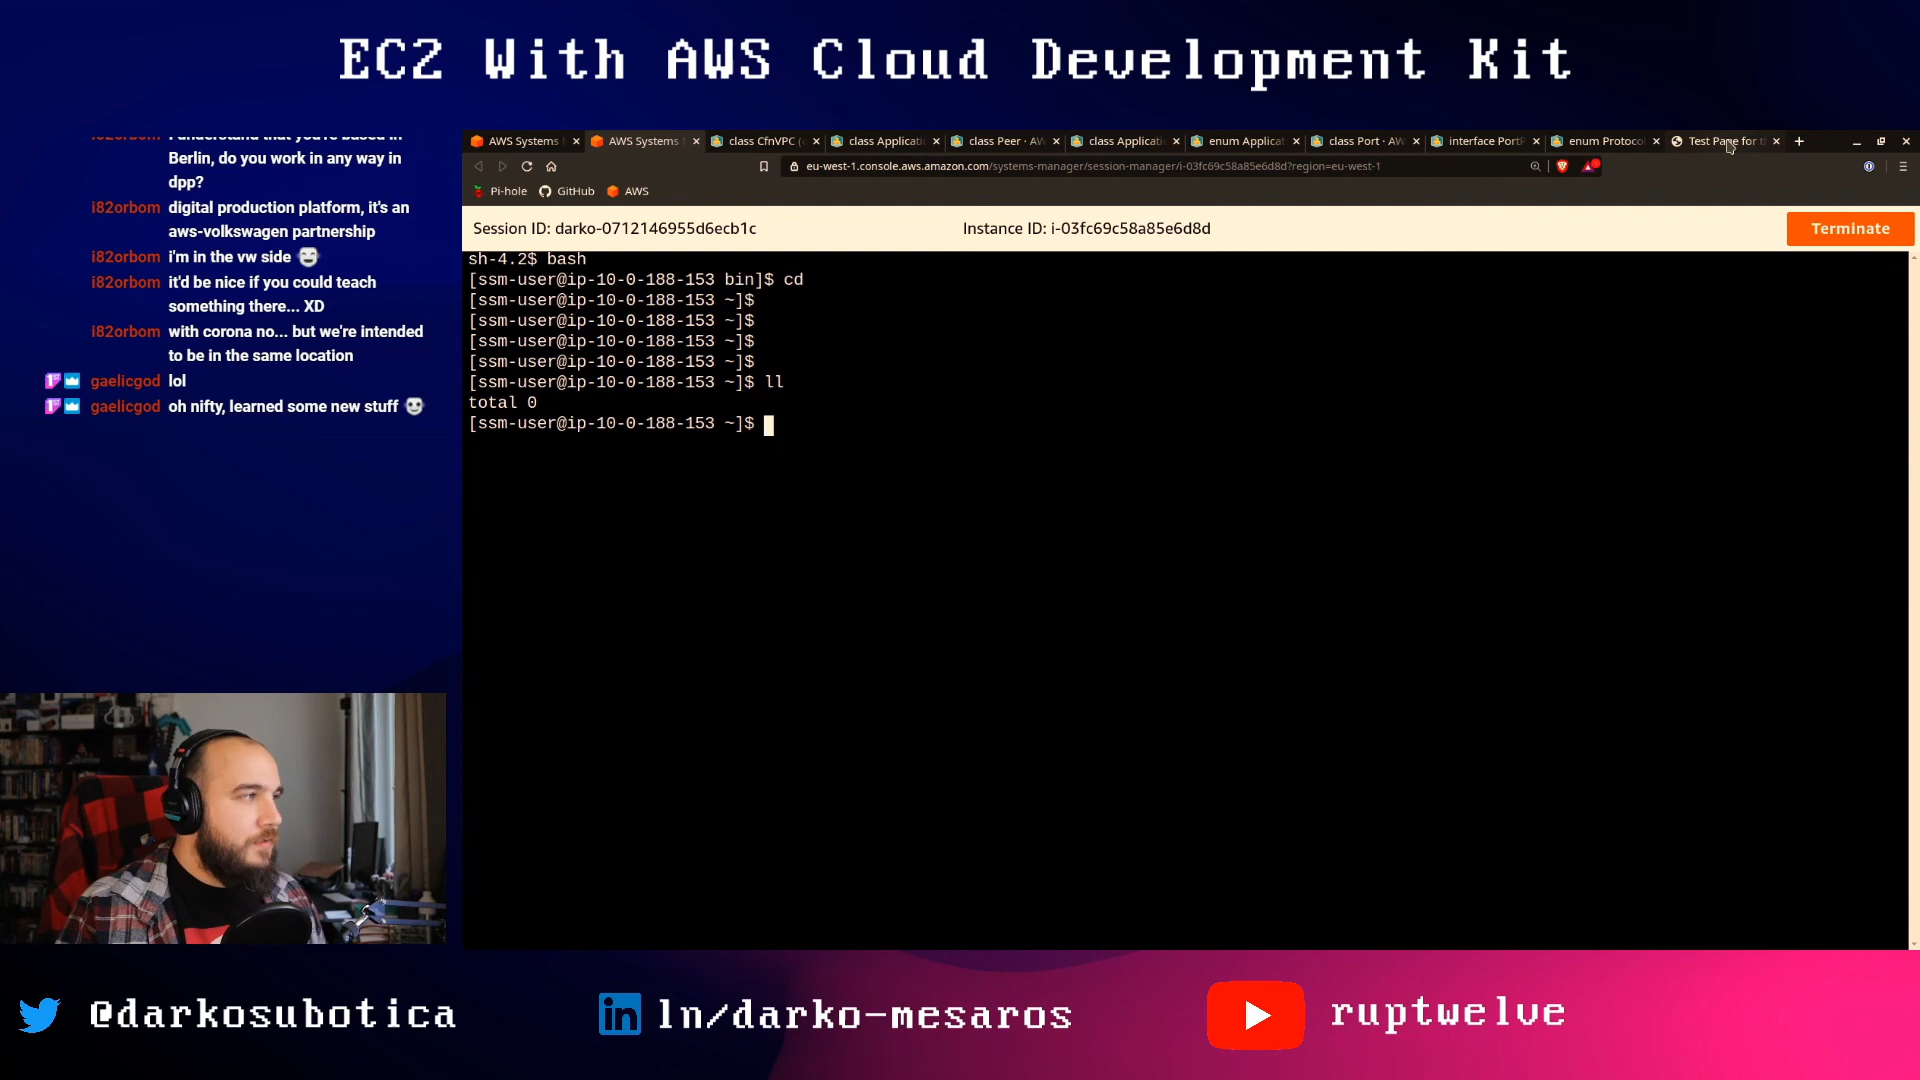 EC2 With AWS Cloud Development Kit
i82orbom I understand that you're based in
Berlin, do you work in any way in
dpp?
i82orbom digital production platform, it's an
aws-volkswagen partnership
i82orbom i'm in the vw side
i82orbom it'd be nice if you could teach
something there... XD
i82orbom with corona no... but we're intended
to be in the same location
gaelicgod lol
gaelicgod oh nifty, learned some new stuff
AWS Systems
AWS Systems
class CfnVPC (
class Applicati
class Peer · AW
class Applicati
enum Applicat
class Port · AW
interface PortP
enum Protocol
Test Page for t
eu-west-1.console.aws.amazon.com/systems-manager/session-manager/i-03fc69c58a85e6d8d?region=eu-west-1
Pi-hole GitHub AWS
Session ID: darko-0712146955d6ecb1c Instance ID: i-03fc69c58a85e6d8d Terminate
sh-4.2$ bash
[ssm-user@ip-10-0-188-153 bin]$ cd
[ssm-user@ip-10-0-188-153 ~]$
[ssm-user@ip-10-0-188-153 ~]$
[ssm-user@ip-10-0-188-153 ~]$
[ssm-user@ip-10-0-188-153 ~]$
[ssm-user@ip-10-0-188-153 ~]$ ll
total 0
[ssm-user@ip-10-0-188-153 ~]$
@darkosubotica
in ln/darko-mesaros
ruptwelve